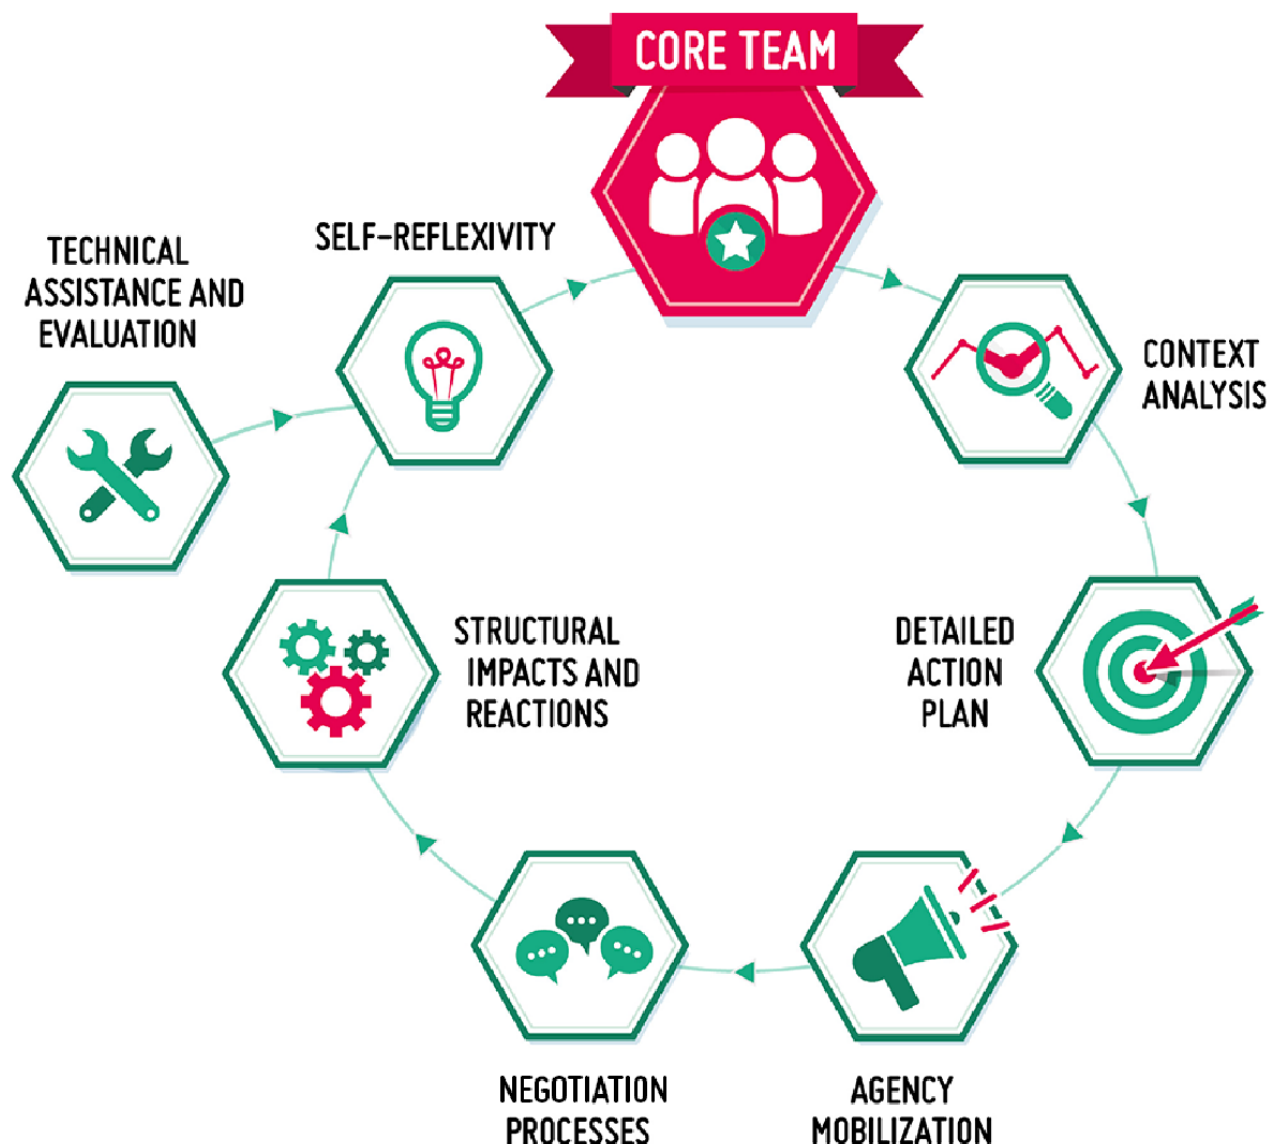 CORE TEAM
SELF-REFLEXIVITY
TECHNICAL
ASSISTANCE AND
EVALUATION
CONTEXT
ANALYSIS
STRUCTURAL
IMPACTS AND
REACTIONS
DETAILED
ACTION
PLAN
NEGOTIATION
PROCESSES
AGENCY
MOBILIZATION